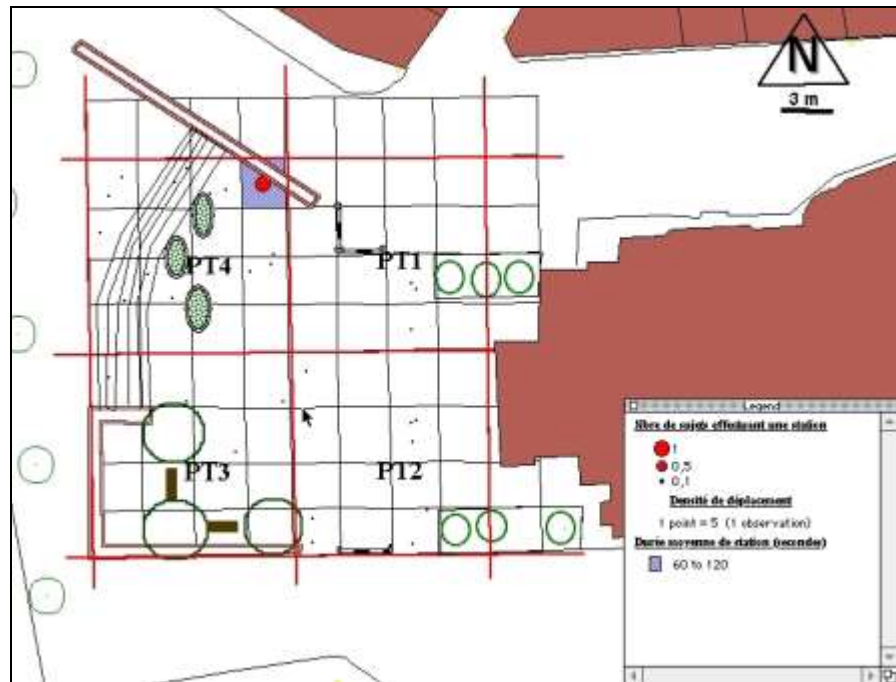 N
3 m
PT4
PT1
PT3
PT2
Legend
Nbre de sujets effectuant une station
1
0,5
0,1
Densité de déplacement
1 point = 5 (1 observation)
Durée moyenne de station (secondes)
60 to 120